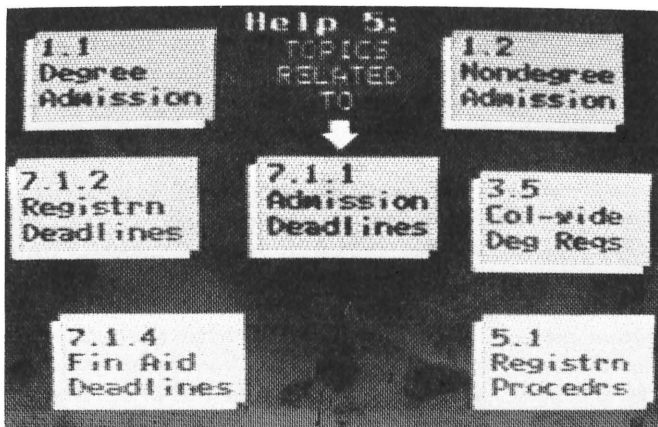 Help 5:
TOPICS
RELATED
TO
1.1
Degree
Admission
1.2
Nondegree
Admission
7.1.2
Registrn
Deadlines
7.1.1
Admission
Deadlines
3.5
Col-wide
Deg Reqs
7.1.4
Fin Aid
Deadlines
5.1
Registrn
Procedrs